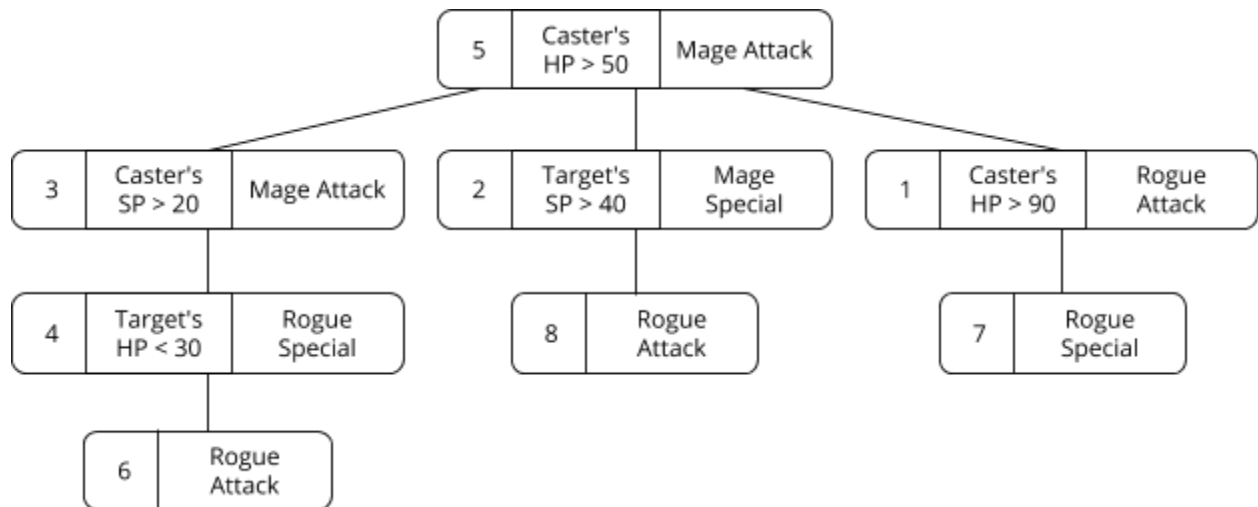 5
Caster's
HP > 50
Mage Attack
3
Caster's
SP > 20
Mage Attack
2
Target's
SP > 40
Mage
Special
1
Caster's
HP > 90
Rogue
Attack
4
Target's
HP < 30
Rogue
Special
8
Rogue
Attack
7
Rogue
Special
6
Rogue
Attack